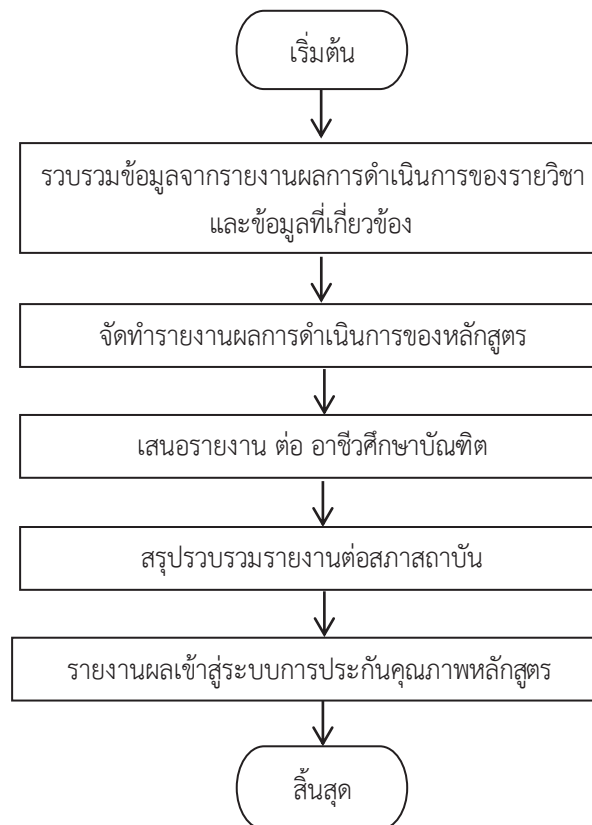 เริ่มต้น
รวบรวมข้อมูลจากรายงานผลการดำเนินการของรายวิชา
และข้อมูลที่เกี่ยวข้อง
จัดทำรายงานผลการดำเนินการของหลักสูตร
เสนอรายงาน ต่อ อาชีวศึกษาบัณฑิต
สรุปรวบรวมรายงานต่อสภาสถาบัน
รายงานผลเข้าสู่ระบบการประกันคุณภาพหลักสูตร
สิ้นสุด